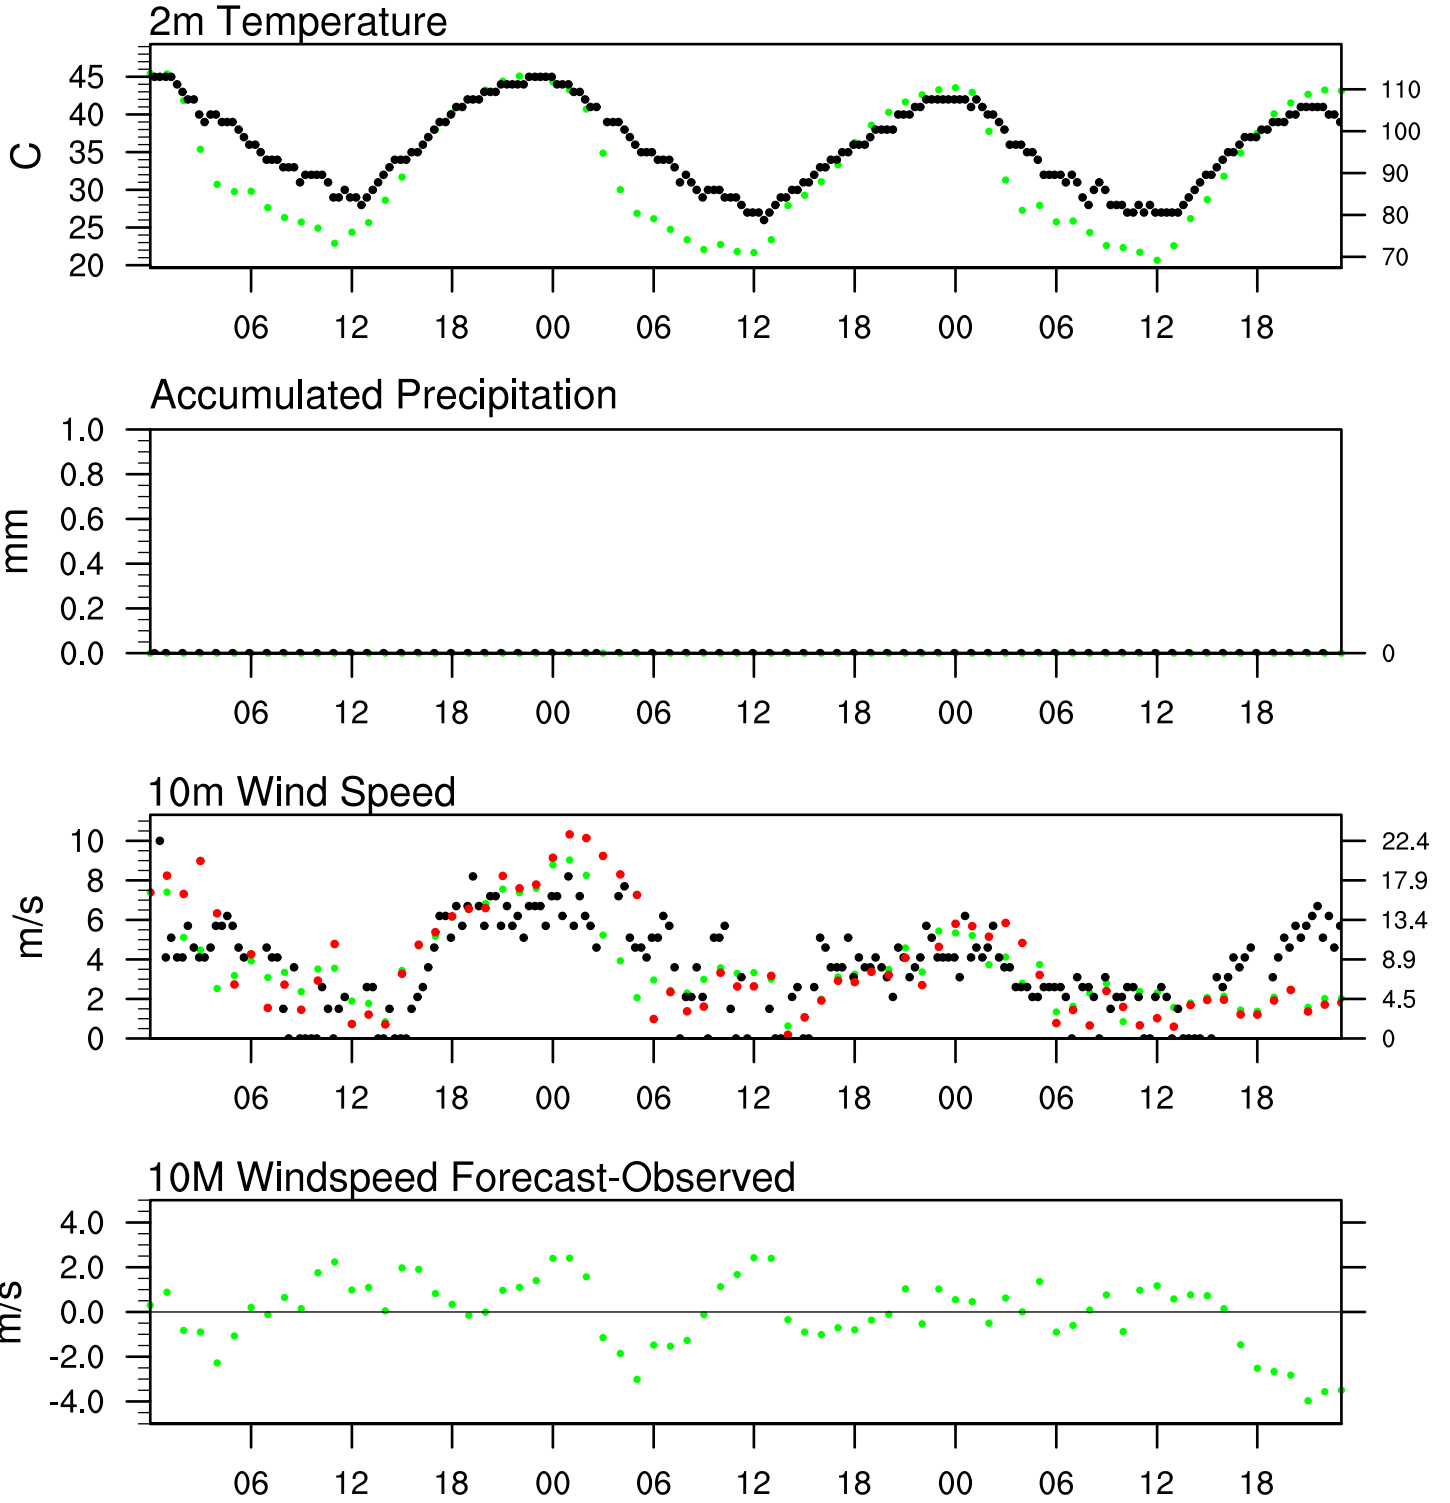 2m Temperature
C
45
40
35
30
25
20
110
100
90
80
70
06 12 18 00 06 12 18 00 06 12 18
Accumulated Precipitation
mm
1.0
0.8
0.6
0.4
0.2
0.0
0
06 12 18 00 06 12 18 00 06 12 18
10m Wind Speed
m/s
10
8
6
4
2
0
22.4
17.9
13.4
8.9
4.5
0
06 12 18 00 06 12 18 00 06 12 18
10M Windspeed Forecast-Observed
m/s
4.0
2.0
0.0
-2.0
-4.0
06 12 18 00 06 12 18 00 06 12 18